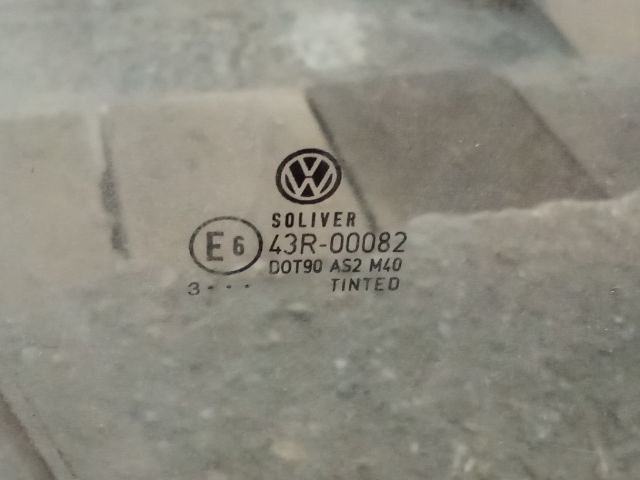 SOLIVER
E6 43R-00082
DOT90 AS2 M40
3--- TINTED